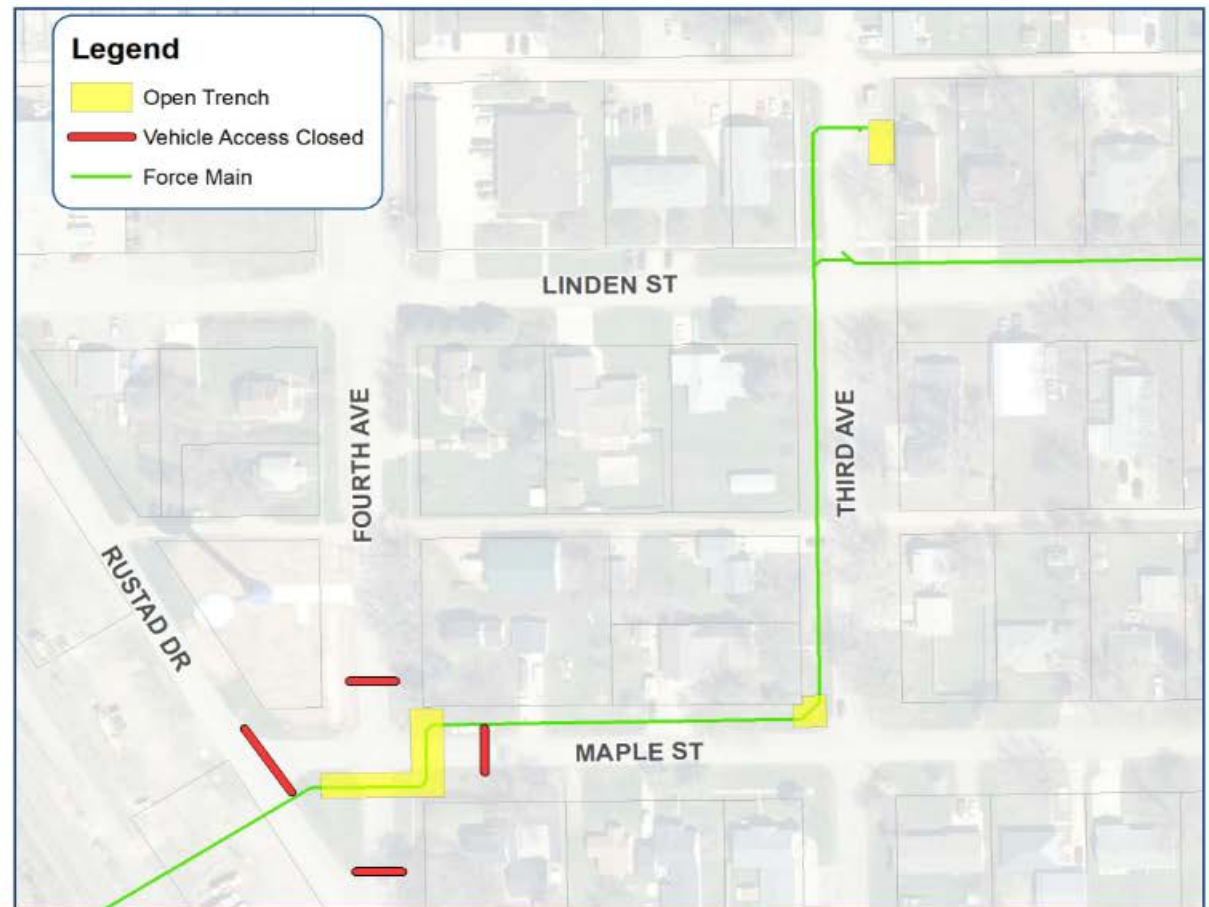 Legend
Open Trench
Vehicle Access Closed
Force Main
LINDEN ST
FOURTH AVE
THIRD AVE
RUSTAD DR
MAPLE ST